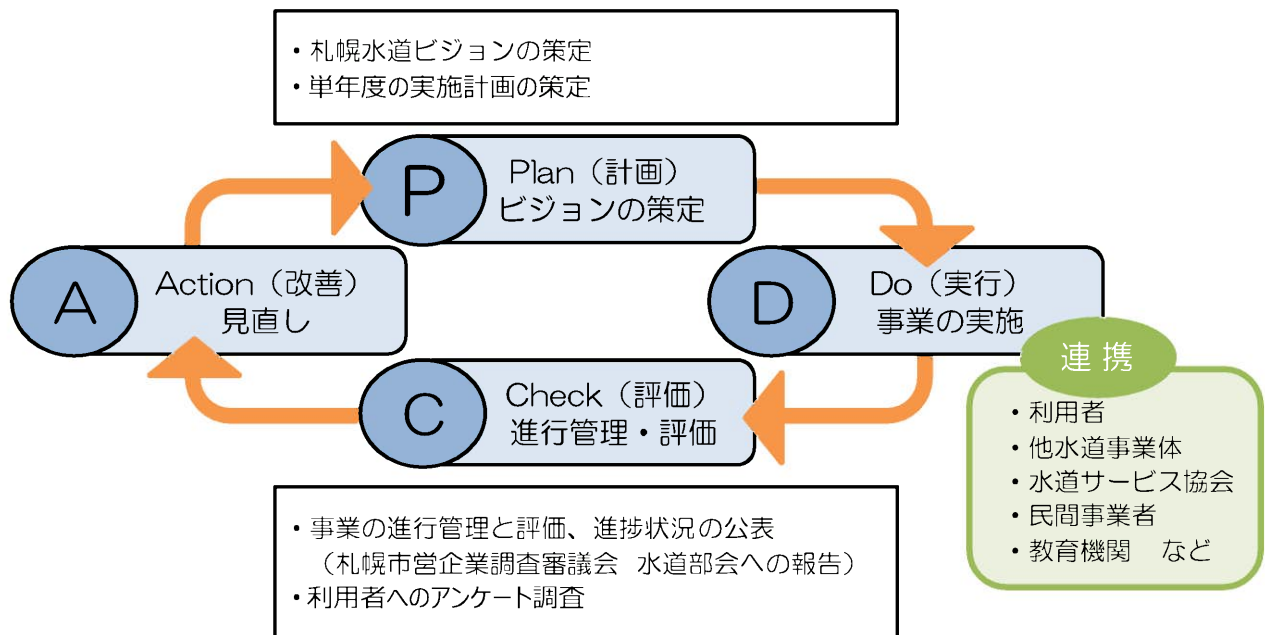 ・札幌水道ビジョンの策定
・単年度の実施計画の策定
P
Plan（計画）
ビジョンの策定
A
Action（改善）
見直し
D
Do（実行）
事業の実施
連 携
・利用者
・他水道事業体
・水道サービス協会
・民間事業者
・教育機関　など
C
Check（評価）
進行管理・評価
・事業の進行管理と評価、進捗状況の公表
（札幌市営企業調査審議会　水道部会への報告）
・利用者へのアンケート調査